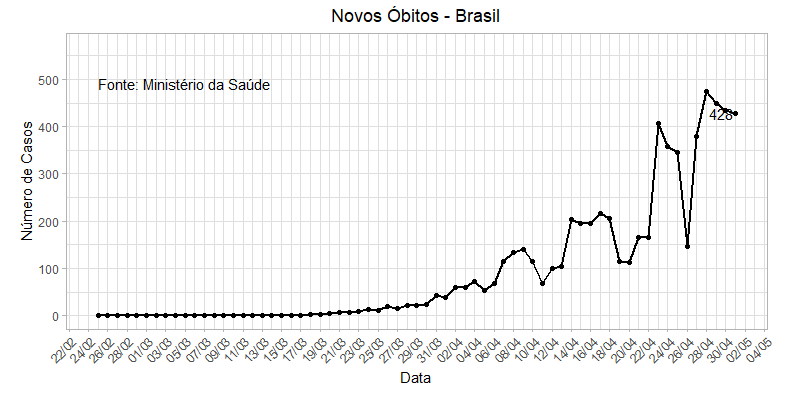 Novos Óbitos - Brasil
Fonte: Ministério da Saúde
428
Número de Casos
500
400
300
200
100
0
22/02 24/02 26/02 28/02 01/03 03/03 05/03 07/03 09/03 11/03 13/03 15/03 17/03 19/03 21/03 23/03 25/03 27/03 29/03 31/03 02/04 04/04 06/04 08/04 10/04 12/04 14/04 16/04 18/04 20/04 22/04 24/04 26/04 28/04 30/04 02/05 04/05
Data